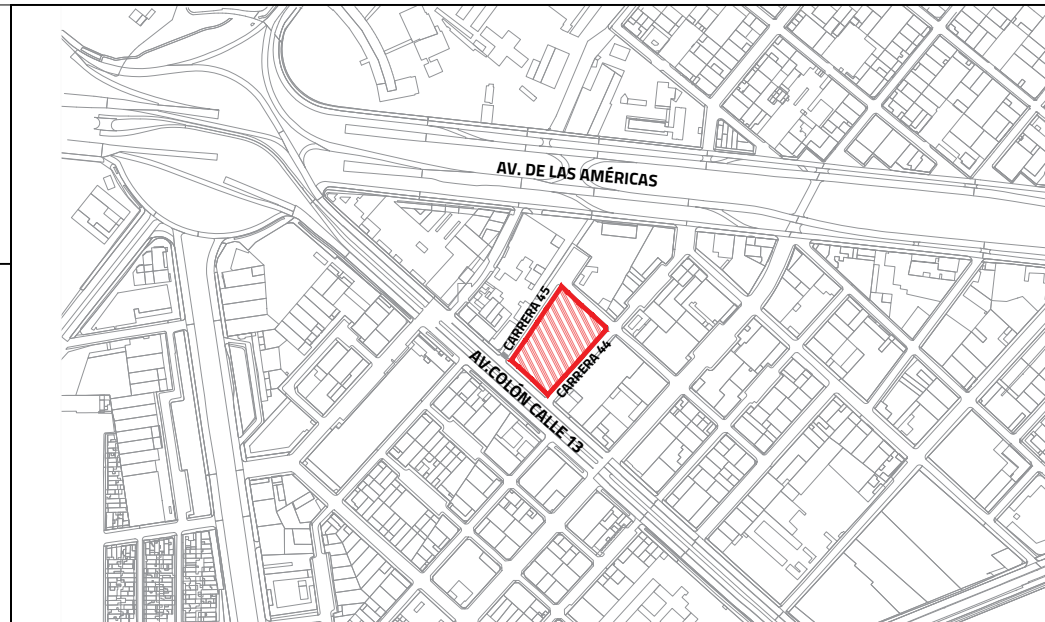 AV. DE LAS AMÉRICAS
CARRERA 45
CARRERA 44
AV.COLÓN CALLE 13